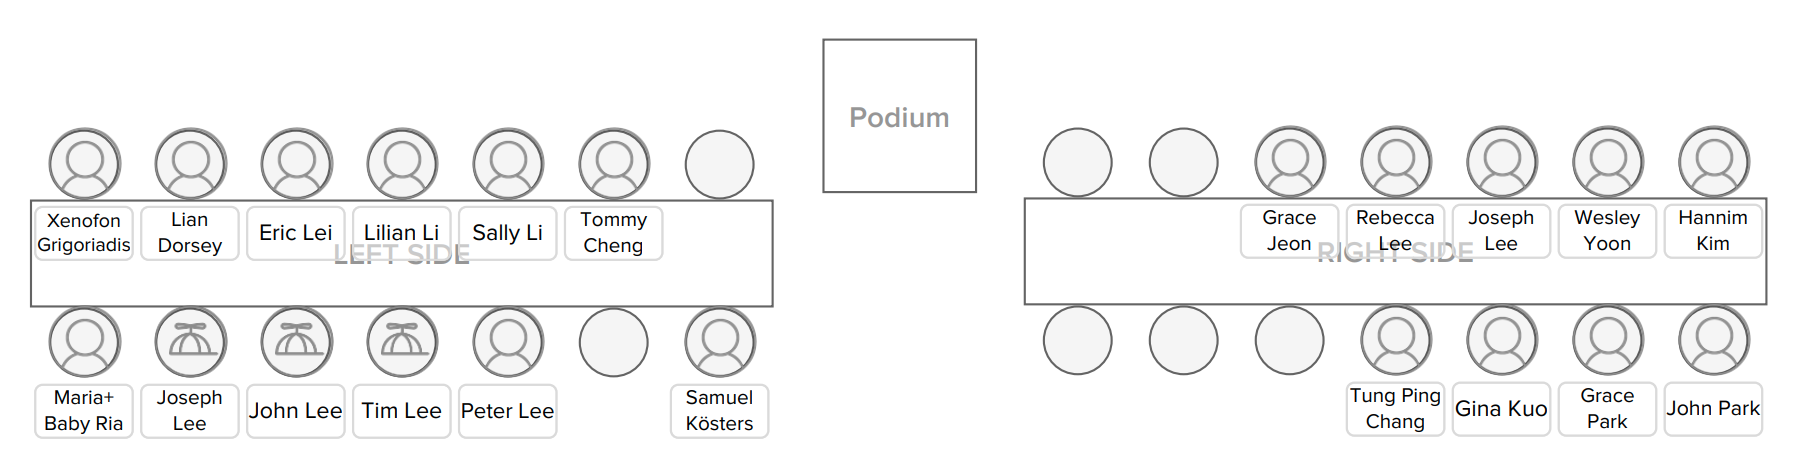 Podium
Xenofon
Grigoriadis
Lian
Dorsey
Eric Lei
Lilian Li
Sally Li
Tommy
Cheng
LEFT SIDE
Maria+
Baby Ria
Joseph
Lee
John Lee
Tim Lee
Peter Lee
Samuel
Kösters
Grace
Jeon
Rebecca
Lee
Joseph
Lee
Wesley
Yoon
Hannim
Kim
RIGHT SIDE
Tung Ping
Chang
Gina Kuo
Grace
Park
John Park